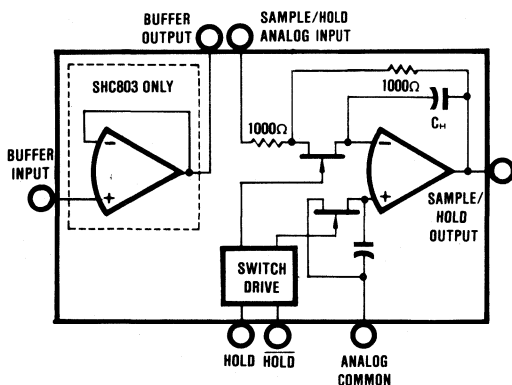 BUFFER
OUTPUT
SAMPLE/HOLD
ANALOG INPUT
SHC803 ONLY
BUFFER
INPUT
−
+
1000Ω
1000Ω
CH
−
+
SAMPLE/
HOLD
OUTPUT
SWITCH
DRIVE
HOLD
H̅O̅L̅D̅
ANALOG
COMMON